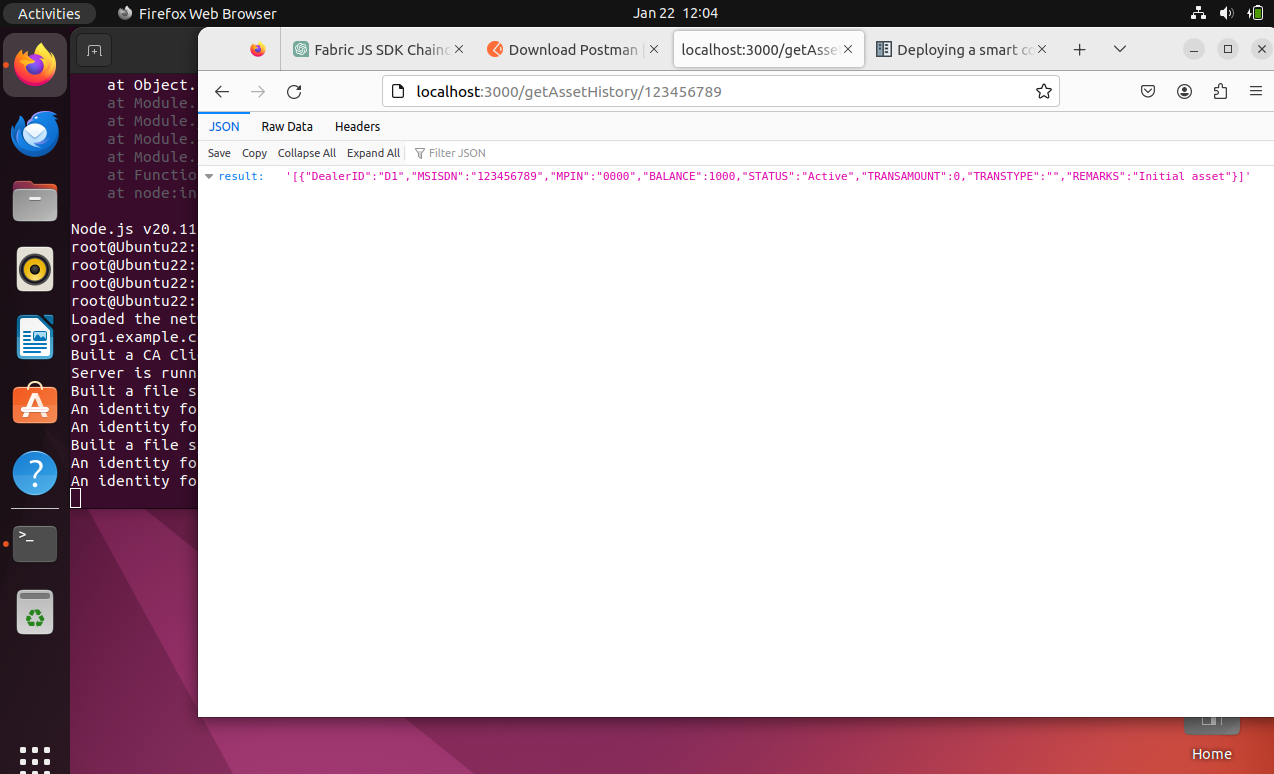 Activities
Firefox Web Browser
Jan 22 12:04
Fabric JS SDK Chainc
Download Postman |
localhost:3000/getAsse
Deploying a smart co
localhost:3000/getAssetHistory/123456789
JSON
Raw Data
Headers
Save
Copy
Collapse All
Expand All
Filter JSON
result: '[{"DealerID":"D1","MSISDN":"123456789","MPIN":"0000","BALANCE":1000,"STATUS":"Active","TRANSAMOUNT":0,"TRANSTYPE":"","REMARKS":"Initial asset"}]'
at Object.
at Module.
at Module.
at Module.
at Module.
at Functio
at node:in
Node.js v20.11
root@Ubuntu22:
root@Ubuntu22:
root@Ubuntu22:
root@Ubuntu22:
Loaded the netw
org1.example.c
Built a CA Cli
Server is runn
Built a file s
An identity fo
An identity fo
Built a file s
An identity fo
An identity fo
Home